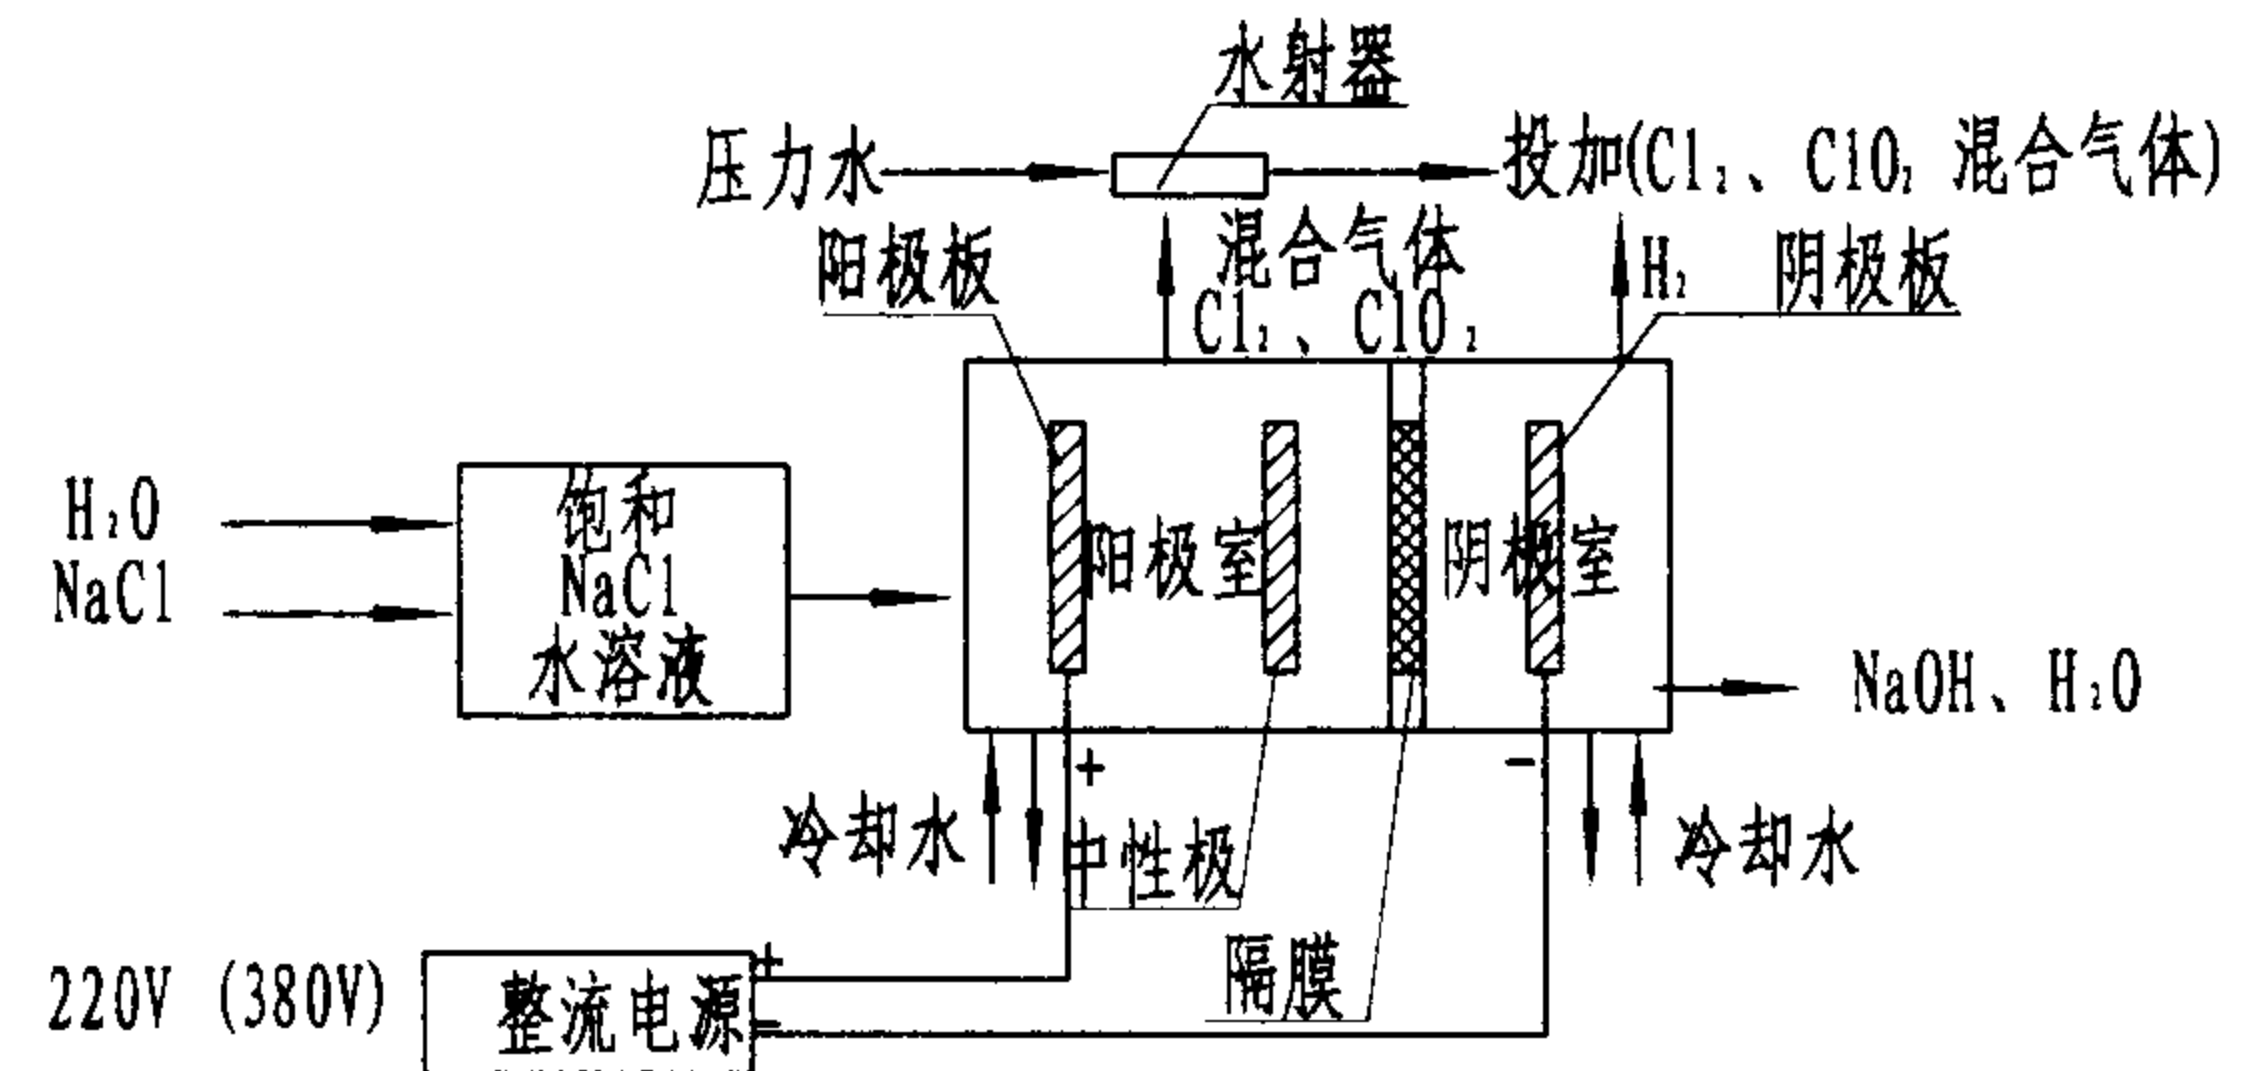 水射器
压力水
投加(Cl₂、ClO₂ 混合气体)
阳极板
混合气体
Cl₂、ClO₂
H₂
阴极板
H₂O
NaCl
饱和
NaCl
水溶液
阳极室
阴极室
NaOH、H₂O
+
-
冷却水
中性极
冷却水
隔膜
220V (380V)
整流电源
+
-